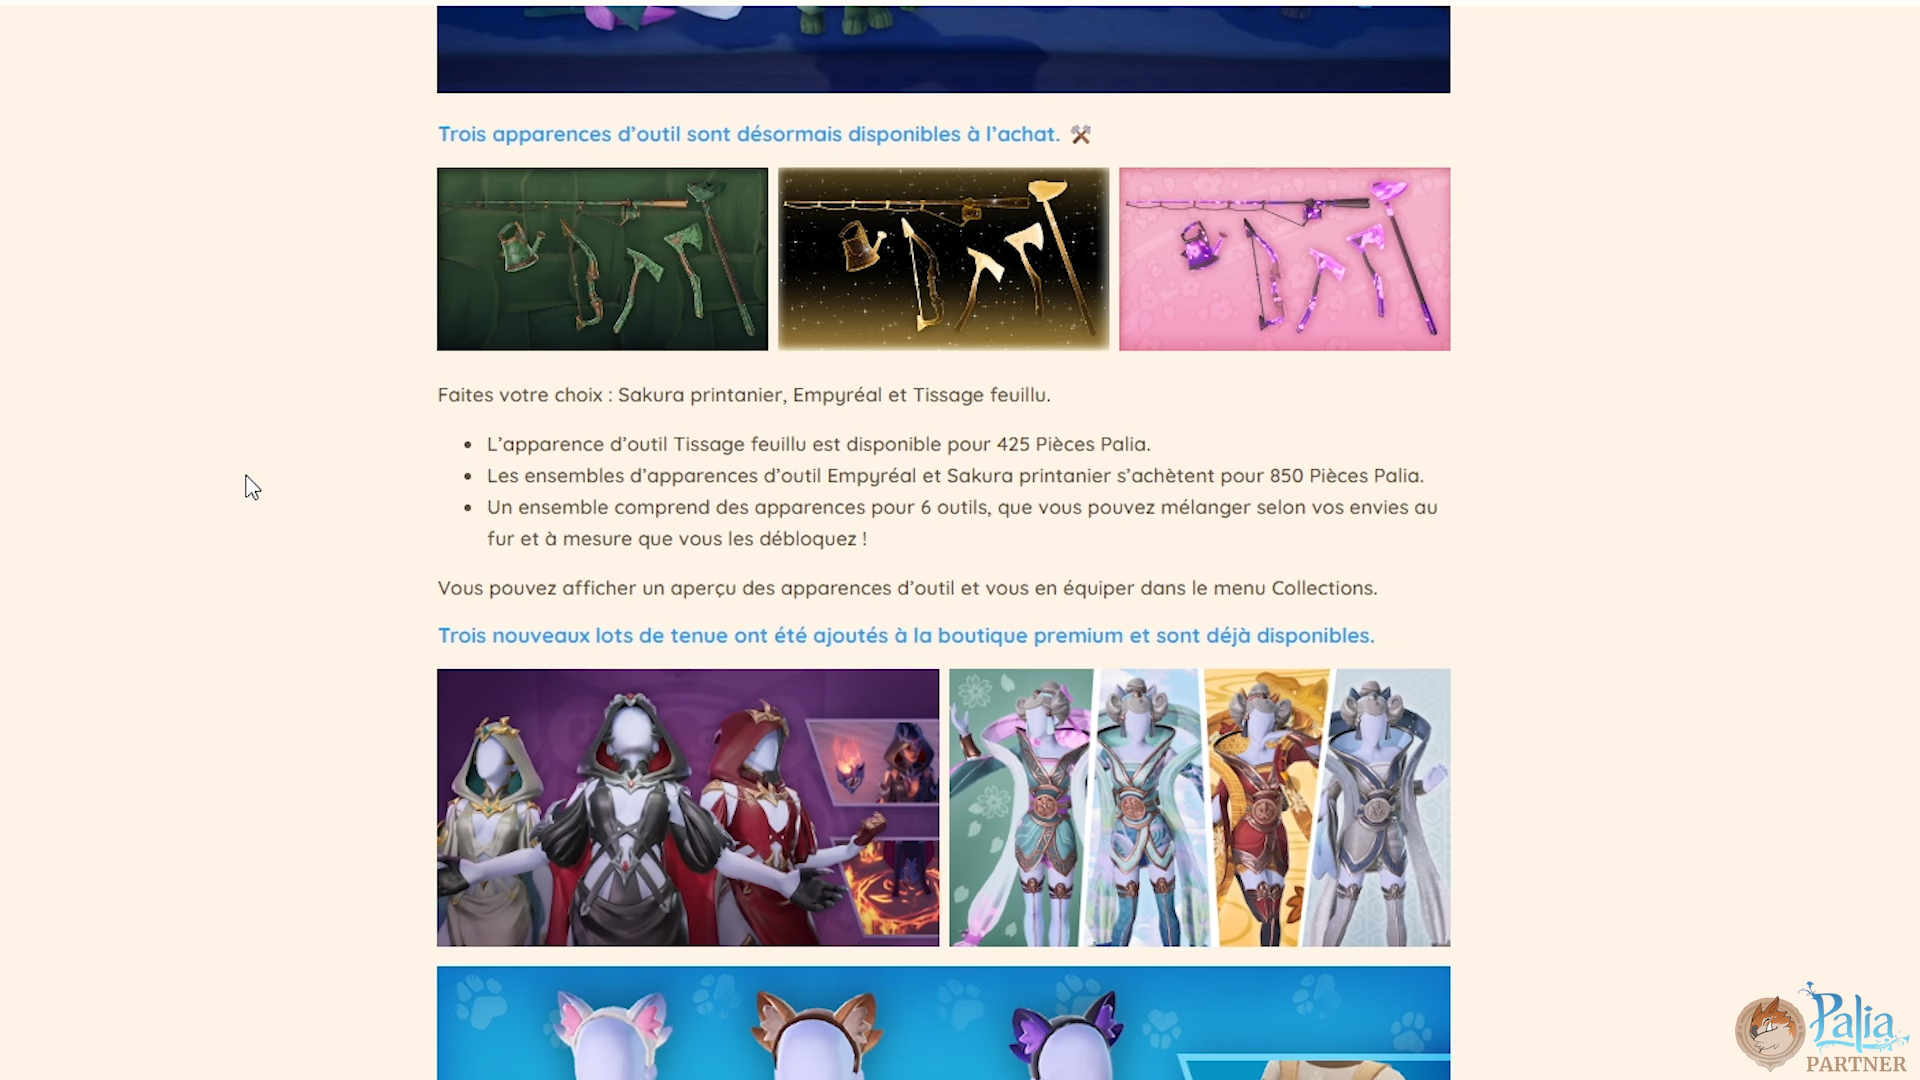 Trois apparences d’outil sont désormais disponibles à l’achat.
Faites votre choix : Sakura printanier, Empyréal et Tissage feuillu.
L’apparence d’outil Tissage feuillu est disponible pour 425 Pièces Palia.
Les ensembles d’apparences d’outil Empyréal et Sakura printanier s’achètent pour 850 Pièces Palia.
Un ensemble comprend des apparences pour 6 outils, que vous pouvez mélanger selon vos envies au
fur et à mesure que vous les débloquez !
Vous pouvez afficher un aperçu des apparences d’outil et vous en équiper dans le menu Collections.
Trois nouveaux lots de tenue ont été ajoutés à la boutique premium et sont déjà disponibles.
Palia
PARTNER